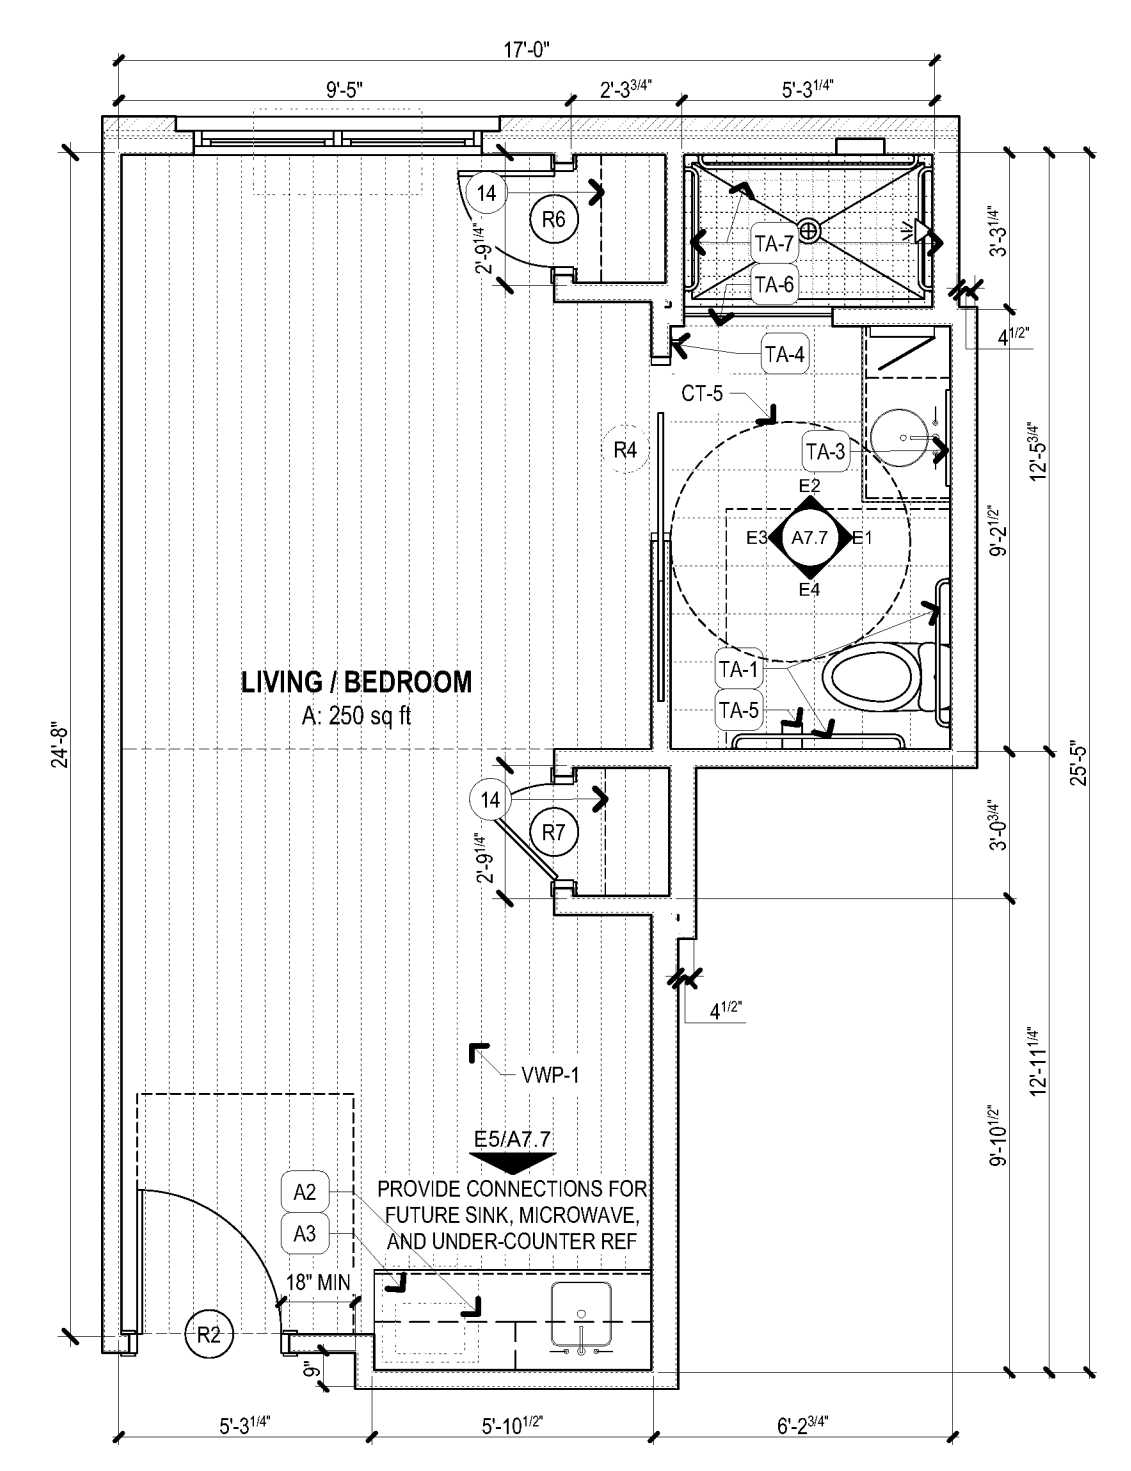 17'-0"
9'-5"
2'-3 3/4"
5'-3 1/4"
14
R6
2'-9 1/4"
TA-7
TA-6
3'-3 1/4"
4 1/2"
TA-4
CT-5
R4
TA-3
12'-5 3/4"
E2
E3
A7.7
E1
E4
9'-2 1/2"
LIVING / BEDROOM
A: 250 sq ft
TA-1
TA-5
24'-8"
25'-5"
14
R7
2'-9 1/4"
3'-0 3/4"
4 1/2"
VWP-1
12'-11 1/4"
9'-10 1/2"
E5/A7.7
PROVIDE CONNECTIONS FOR
FUTURE SINK, MICROWAVE,
AND UNDER-COUNTER REF
A2
A3
18" MIN
R2
9"
5'-3 1/4"
5'-10 1/2"
6'-2 3/4"